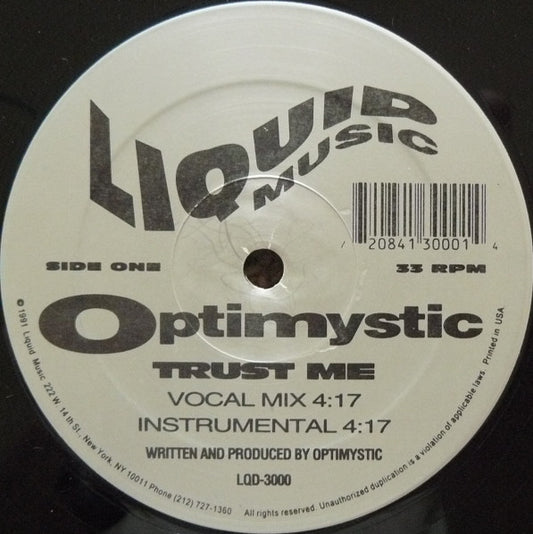 LIQUID
MUSIC
/ 20841 30001 4
SIDE ONE
33 RPM
Optimystic
TRUST ME
VOCAL MIX 4:17
INSTRUMENTAL 4:17
WRITTEN AND PRODUCED BY OPTIMYSTIC
LQD-3000
© 1991 Liquid Music 222 W. 14 th St., New York, NY 10011 Phone (212) 727-1360 All rights reserved. Unauthorized duplication is a violation of applicable laws. Printed in USA